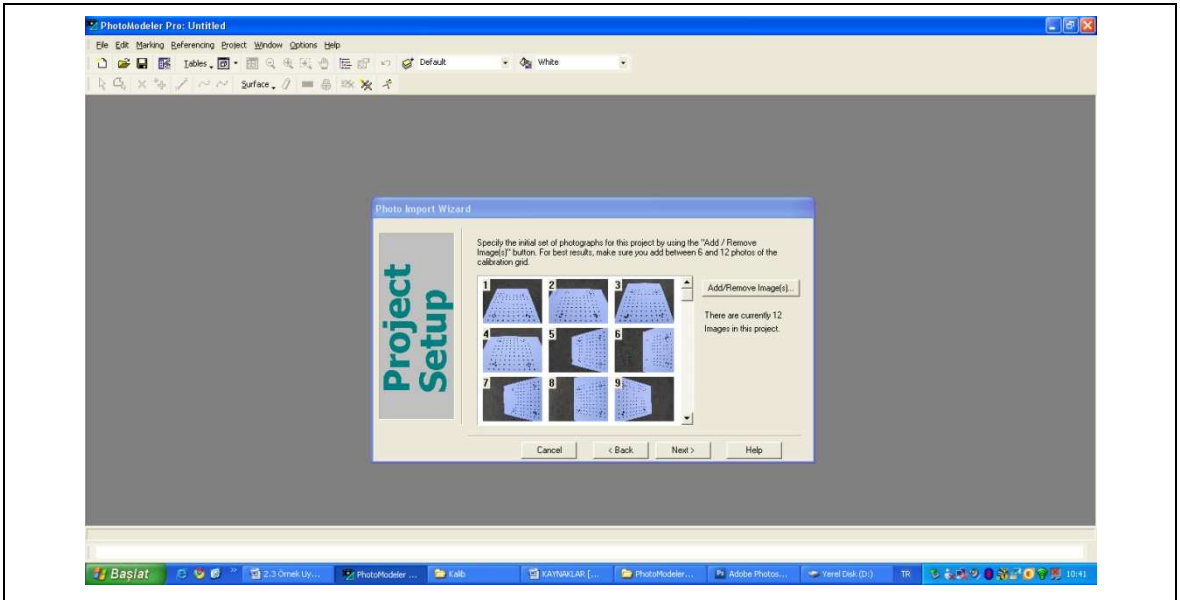 PhotoModeler Pro: Untitled
File Edit Marking Referencing Project Window Options Help
Tables Default White
Surface
Photo Import Wizard
Project
Setup
Specify the initial set of photographs for this project by using the "Add / Remove
Image(s)" button. For best results, make sure you add between 6 and 12 photos of the
calibration grid.
1 2 3
4 5 6
7 8 9
Add/Remove Image(s)...
There are currently 12
Images in this project.
Cancel < Back Next > Help
Başlat 2.3 Örnek Uy... PhotoModeler ... Kalib KAYNAKLAR [... PhotoModeler... Adobe Photos... Yerel Disk (D:) TR 10:41